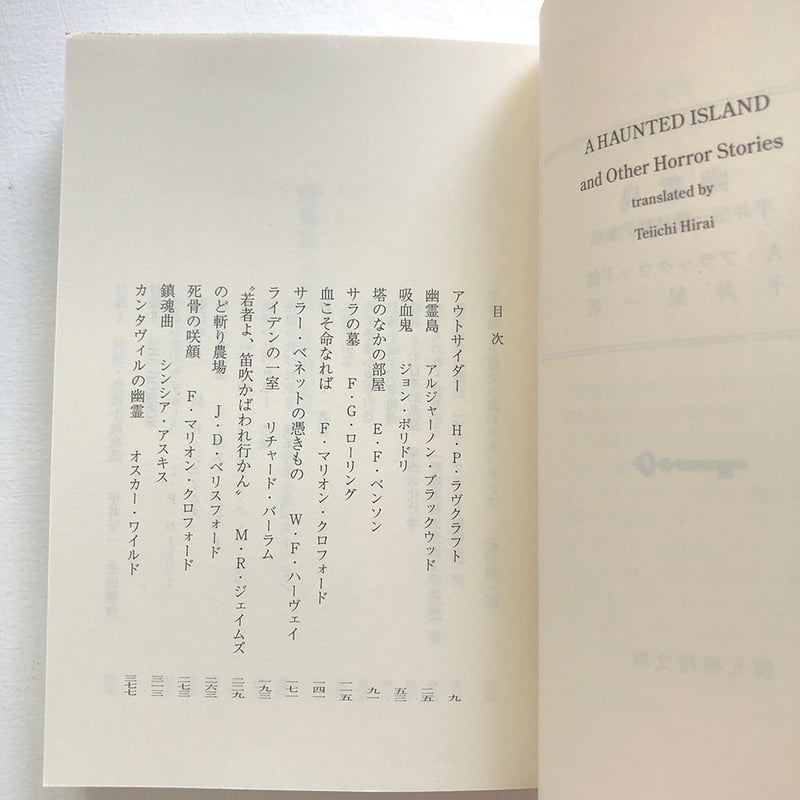 A HAUNTED ISLAND
and Other Horror Stories
translated by
Teiichi Hirai
目次
アウトサイダー　H・P・ラヴクラフト　九
幽霊島　アルジャーノン・ブラックウッド　二五
吸血鬼　ジョン・ポリドリ　五三
塔のなかの部屋　E・F・ベンソン　九一
サラの墓　F・G・ローリング　一一五
血こそ命なれば　F・マリオン・クロフォード　一四一
サラー・ベネットの憑きもの　W・F・ハーヴェイ　一七一
ライデンの一室　リチャード・バーラム　一九三
〝若者よ、笛吹かばわれ行かん〟　M・R・ジェイムズ　二二九
のど斬り農場　J・D・ベリスフォード　二六三
死骨の咲顔　F・マリオン・クロフォード　二七三
鎮魂曲　シンシア・アスキス　三一三
カンタヴィルの幽霊　オスカー・ワイルド　三七七